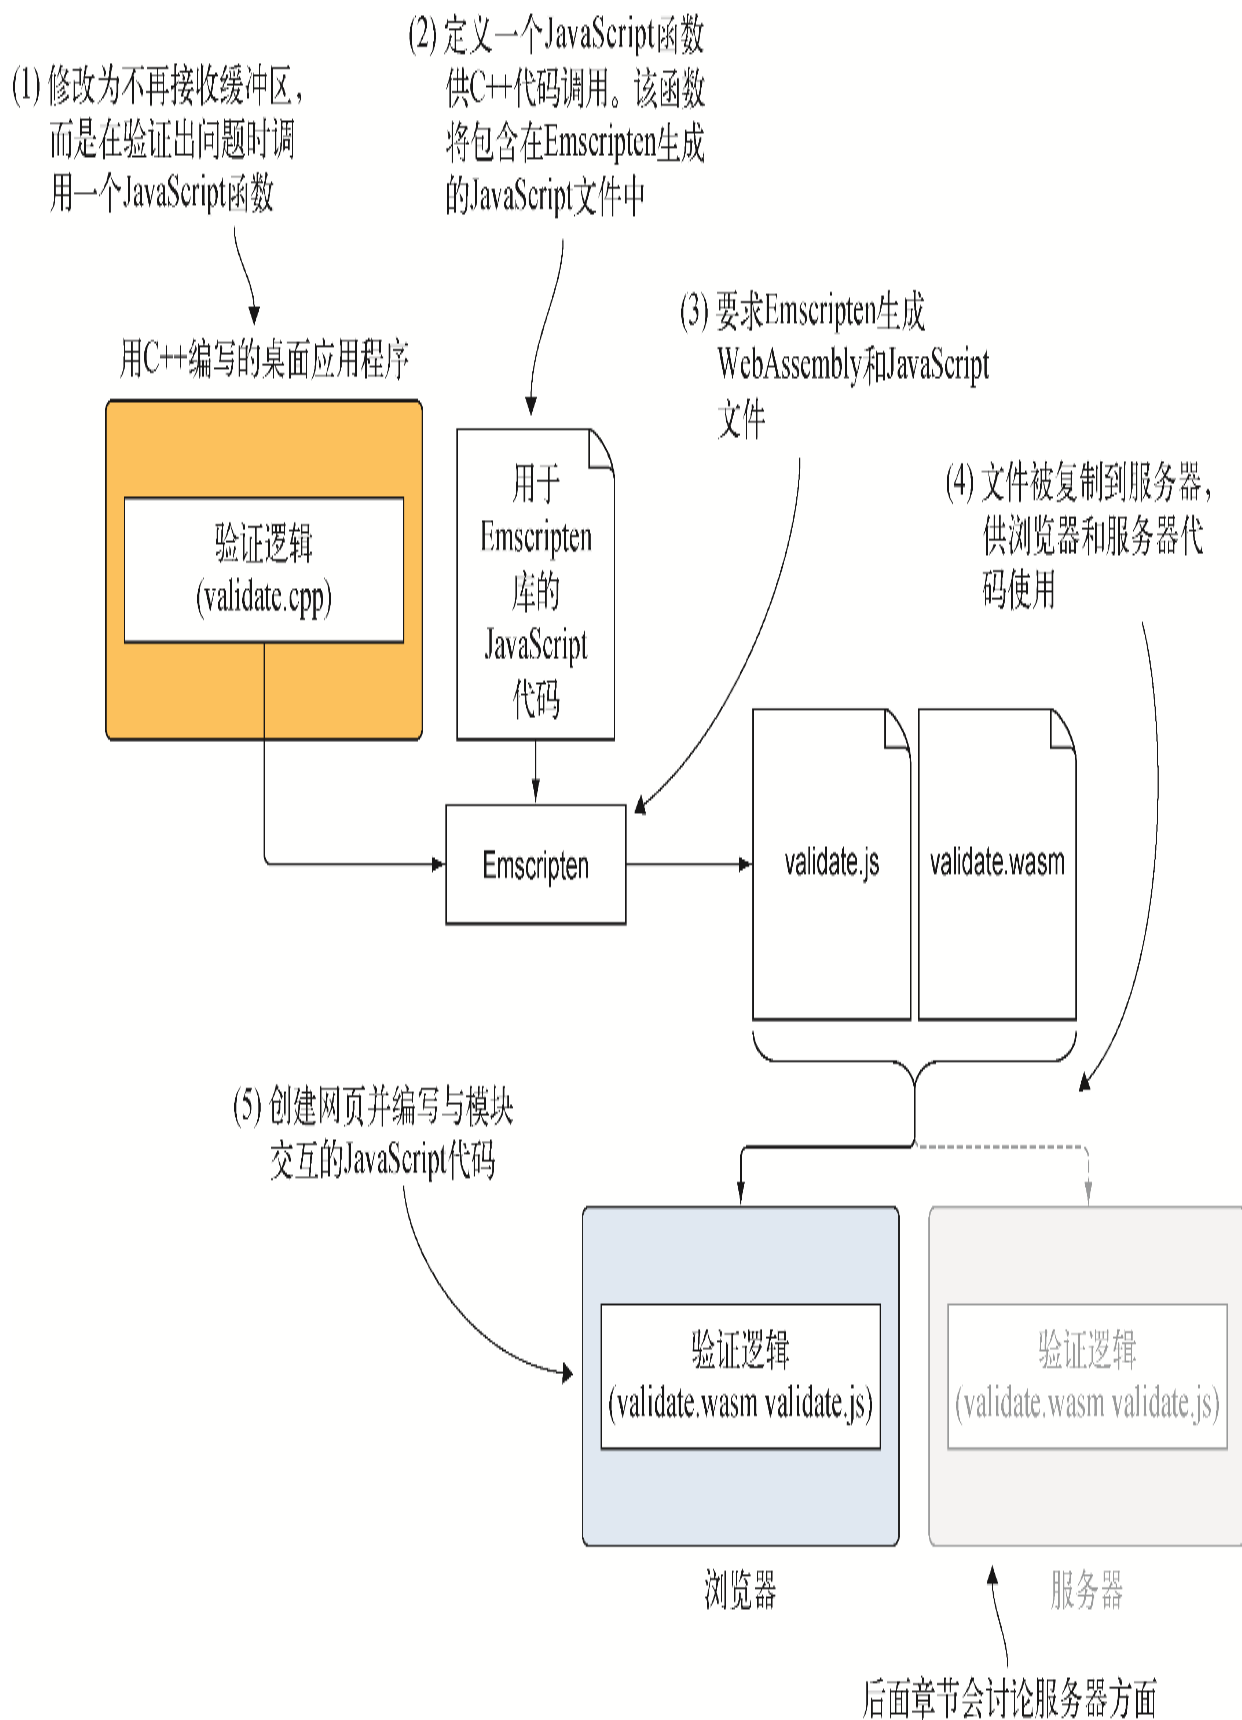 (1) 修改为不再接收缓冲区，
而是在验证出问题时调
用一个JavaScript函数
(2) 定义一个JavaScript函数
供C++代码调用。该函数
将包含在Emscripten生成
的JavaScript文件中
(3) 要求Emscripten生成
WebAssembly和JavaScript
文件
用C++编写的桌面应用程序
验证逻辑
(validate.cpp)
用于
Emscripten
库的
JavaScript
代码
(4) 文件被复制到服务器，
供浏览器和服务器代
码使用
Emscripten
validate.js
validate.wasm
(5) 创建网页并编写与模块
交互的JavaScript代码
验证逻辑
(validate.wasm validate.js)
浏览器
验证逻辑
(validate.wasm validate.js)
服务器
后面章节会讨论服务器方面